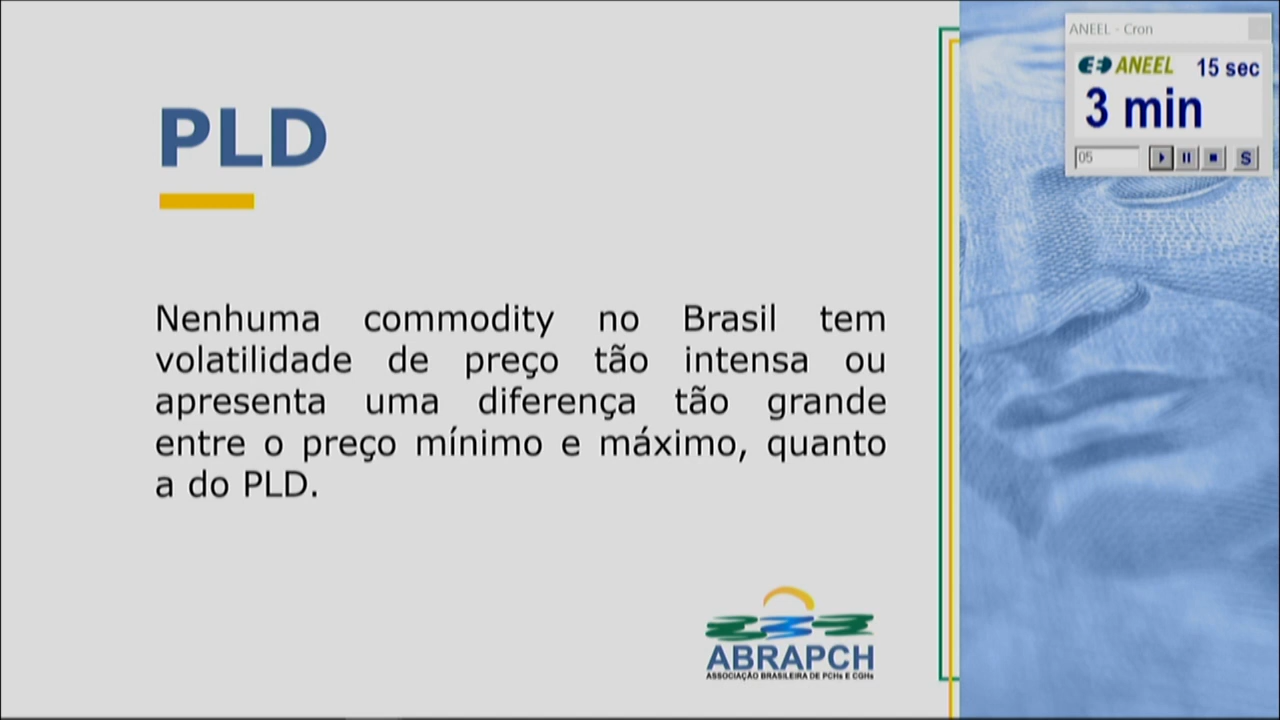 PLD
Nenhuma commodity no Brasil tem
volatilidade de preço tão intensa ou
apresenta uma diferença tão grande
entre o preço mínimo e máximo, quanto
a do PLD.
ABRAPCH
ASSOCIAÇÃO BRASILEIRA DE PCHs E CGHs
ANEEL - Cron
ANEEL 15 sec
3 min
05
S